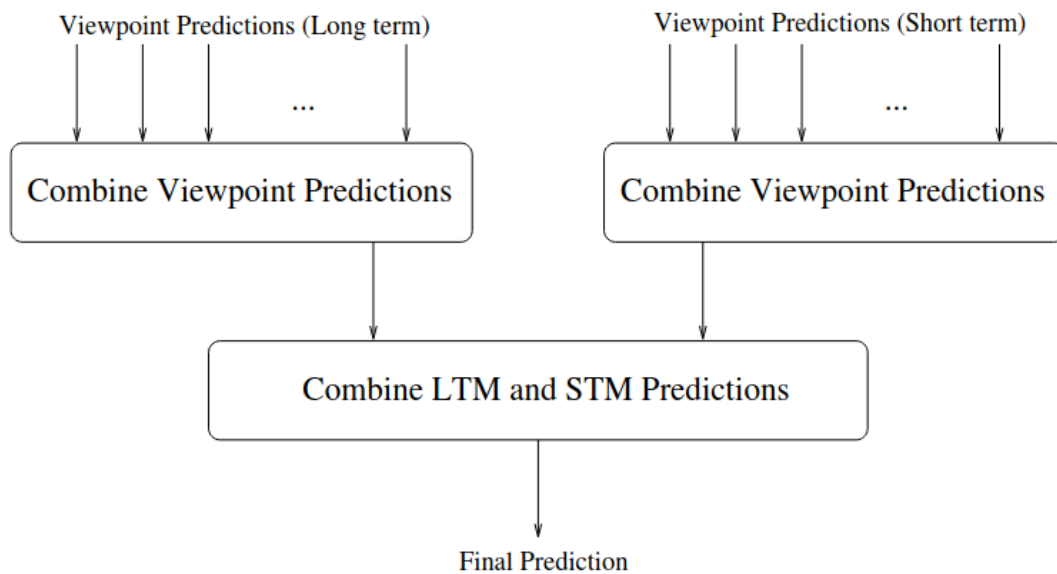 Viewpoint Predictions (Long term)
Viewpoint Predictions (Short term)
...
...
Combine Viewpoint Predictions
Combine Viewpoint Predictions
Combine LTM and STM Predictions
Final Prediction